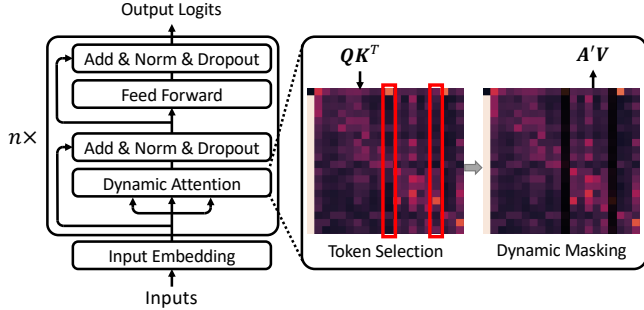 Output Logits
Add & Norm & Dropout
Feed Forward
n×
Add & Norm & Dropout
Dynamic Attention
Input Embedding
Inputs
QK^T
A'V
Token Selection
Dynamic Masking